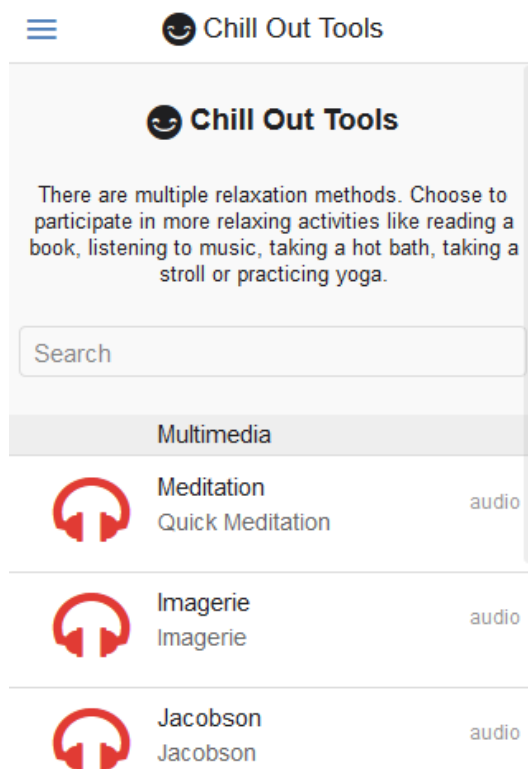 Chill Out Tools
Chill Out Tools
There are multiple relaxation methods. Choose to
participate in more relaxing activities like reading a
book, listening to music, taking a hot bath, taking a
stroll or practicing yoga.
Search
Multimedia
Meditation
Quick Meditation
audio
Imagerie
Imagerie
audio
Jacobson
Jacobson
audio